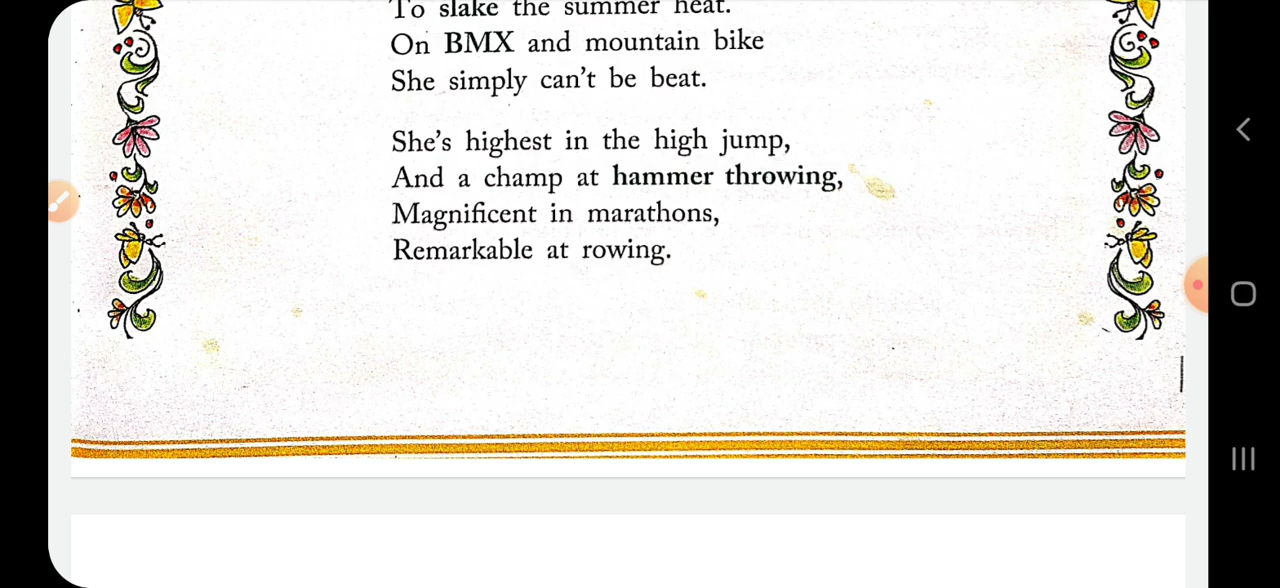 To slake the summer heat.
On BMX and mountain bike
She simply can't be beat.
She's highest in the high jump,
And a champ at hammer throwing,
Magnificent in marathons,
Remarkable at rowing.